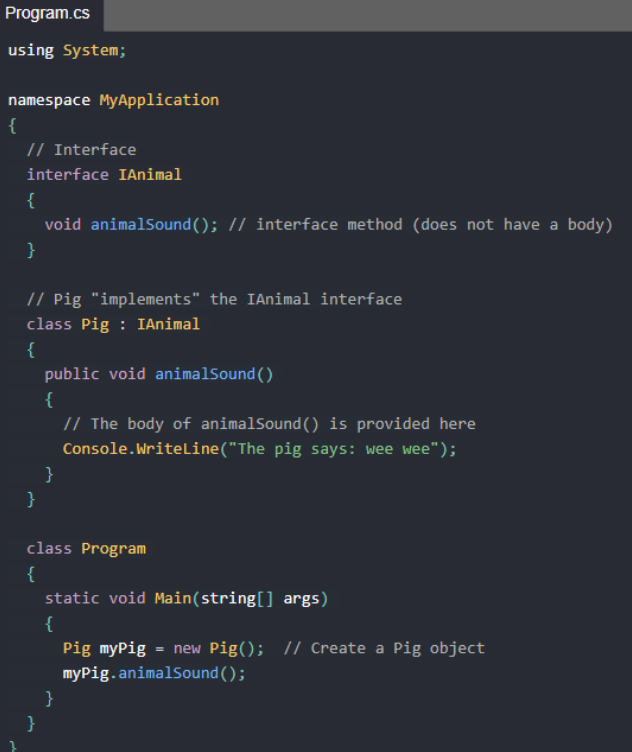 Program.cs
using System;
namespace MyApplication
{
// Interface
interface IAnimal
{
void animalSound(); // interface method (does not have a body)
}
// Pig "implements" the IAnimal interface
class Pig : IAnimal
{
public void animalSound()
{
// The body of animalSound() is provided here
Console.WriteLine("The pig says: wee wee");
}
}
class Program
{
static void Main(string[] args)
{
Pig myPig = new Pig();  // Create a Pig object
myPig.animalSound();
}
}
}